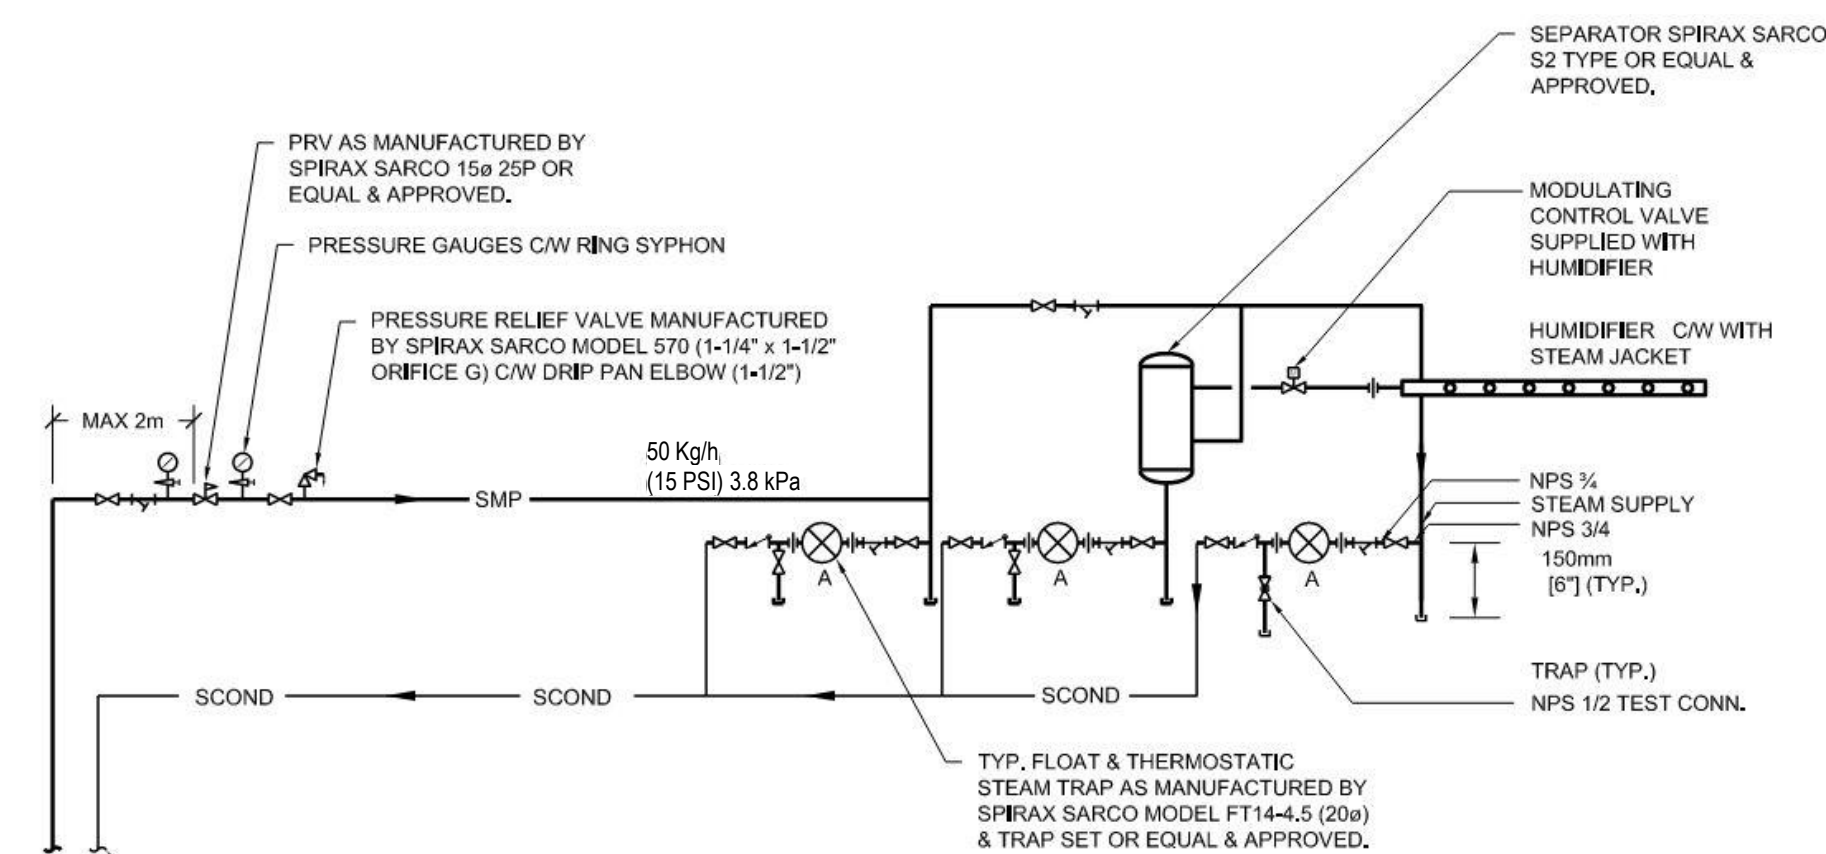 SEPARATOR SPIRAX SARCO
S2 TYPE OR EQUAL &
APPROVED.
PRV AS MANUFACTURED BY
SPIRAX SARCO 15ø 25P OR
EQUAL & APPROVED.
MODULATING
CONTROL VALVE
SUPPLIED WITH
HUMIDIFIER
PRESSURE GAUGES C/W RING SYPHON
PRESSURE RELIEF VALVE MANUFACTURED
BY SPIRAX SARCO MODEL 570 (1-1/4" x 1-1/2"
ORIFICE G) C/W DRIP PAN ELBOW (1-1/2")
HUMIDIFIER C/W WITH
STEAM JACKET
MAX 2m
50 Kg/h
(15 PSI) 3.8 kPa
SMP
NPS ¾
STEAM SUPPLY
NPS 3/4
150mm
[6"] (TYP.)
A
A
A
TRAP (TYP.)
NPS 1/2 TEST CONN.
SCOND
SCOND
SCOND
TYP. FLOAT & THERMOSTATIC
STEAM TRAP AS MANUFACTURED BY
SPIRAX SARCO MODEL FT14-4.5 (20ø)
& TRAP SET OR EQUAL & APPROVED.